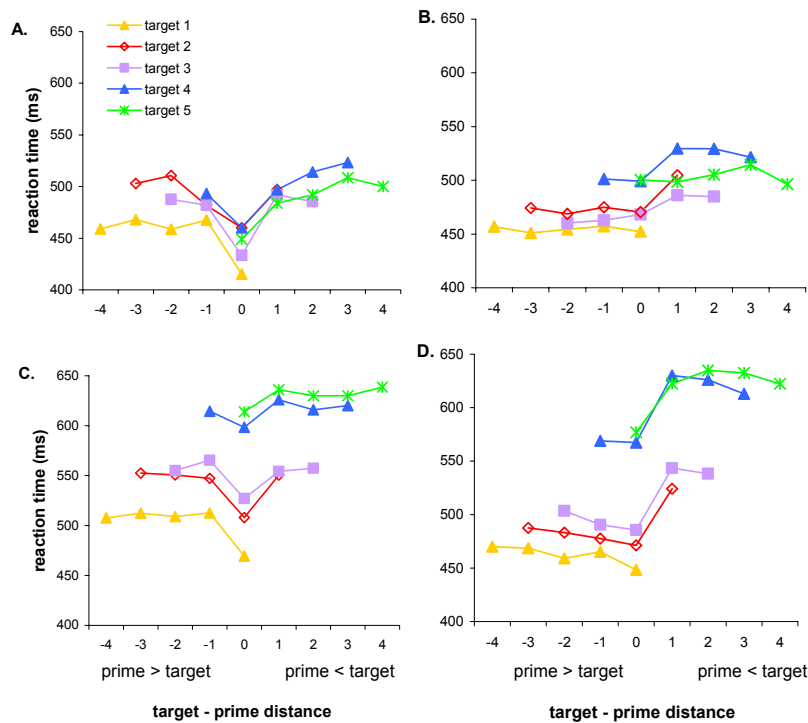 A.
650
600
550
500
450
400
reaction time (ms)
target 1
target 2
target 3
target 4
target 5
-4 -3 -2 -1 0 1 2 3 4
B.
650
600
550
500
450
400
-4 -3 -2 -1 0 1 2 3 4
C.
650
600
550
500
450
400
reaction time (ms)
-4 -3 -2 -1 0 1 2 3 4
prime > target prime < target
target - prime distance
D.
650
600
550
500
450
400
-4 -3 -2 -1 0 1 2 3 4
prime > target prime < target
target - prime distance